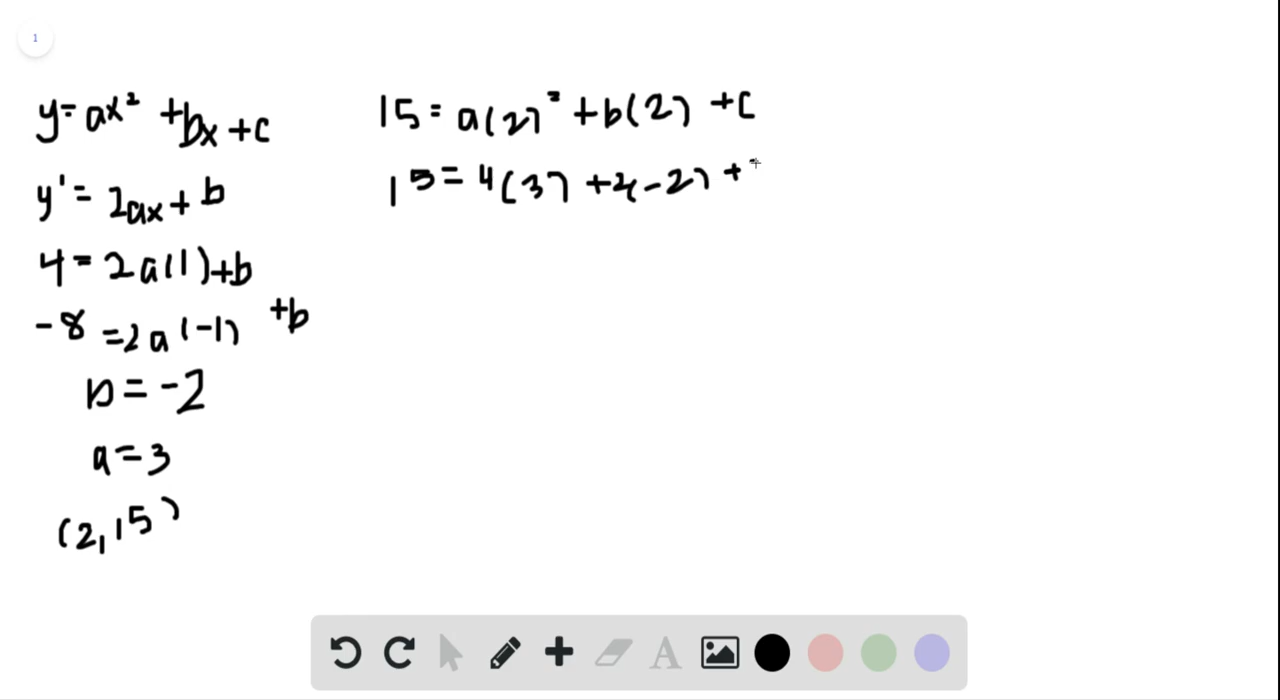 1
y=ax² +bx+c
y'=2ax+b
4=2a(1)+b
-8=2a(-1)+b
b=-2
a=3
(2,15)
15=a(2)²+b(2)+c
15=4(3)+2(-2)+
A